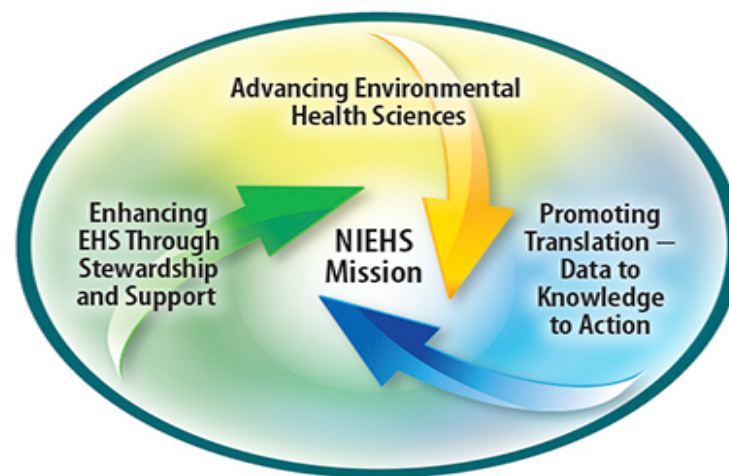 Advancing Environmental
Health Sciences
Enhancing
EHS Through
Stewardship
and Support
NIEHS
Mission
Promoting
Translation —
Data to
Knowledge
to Action